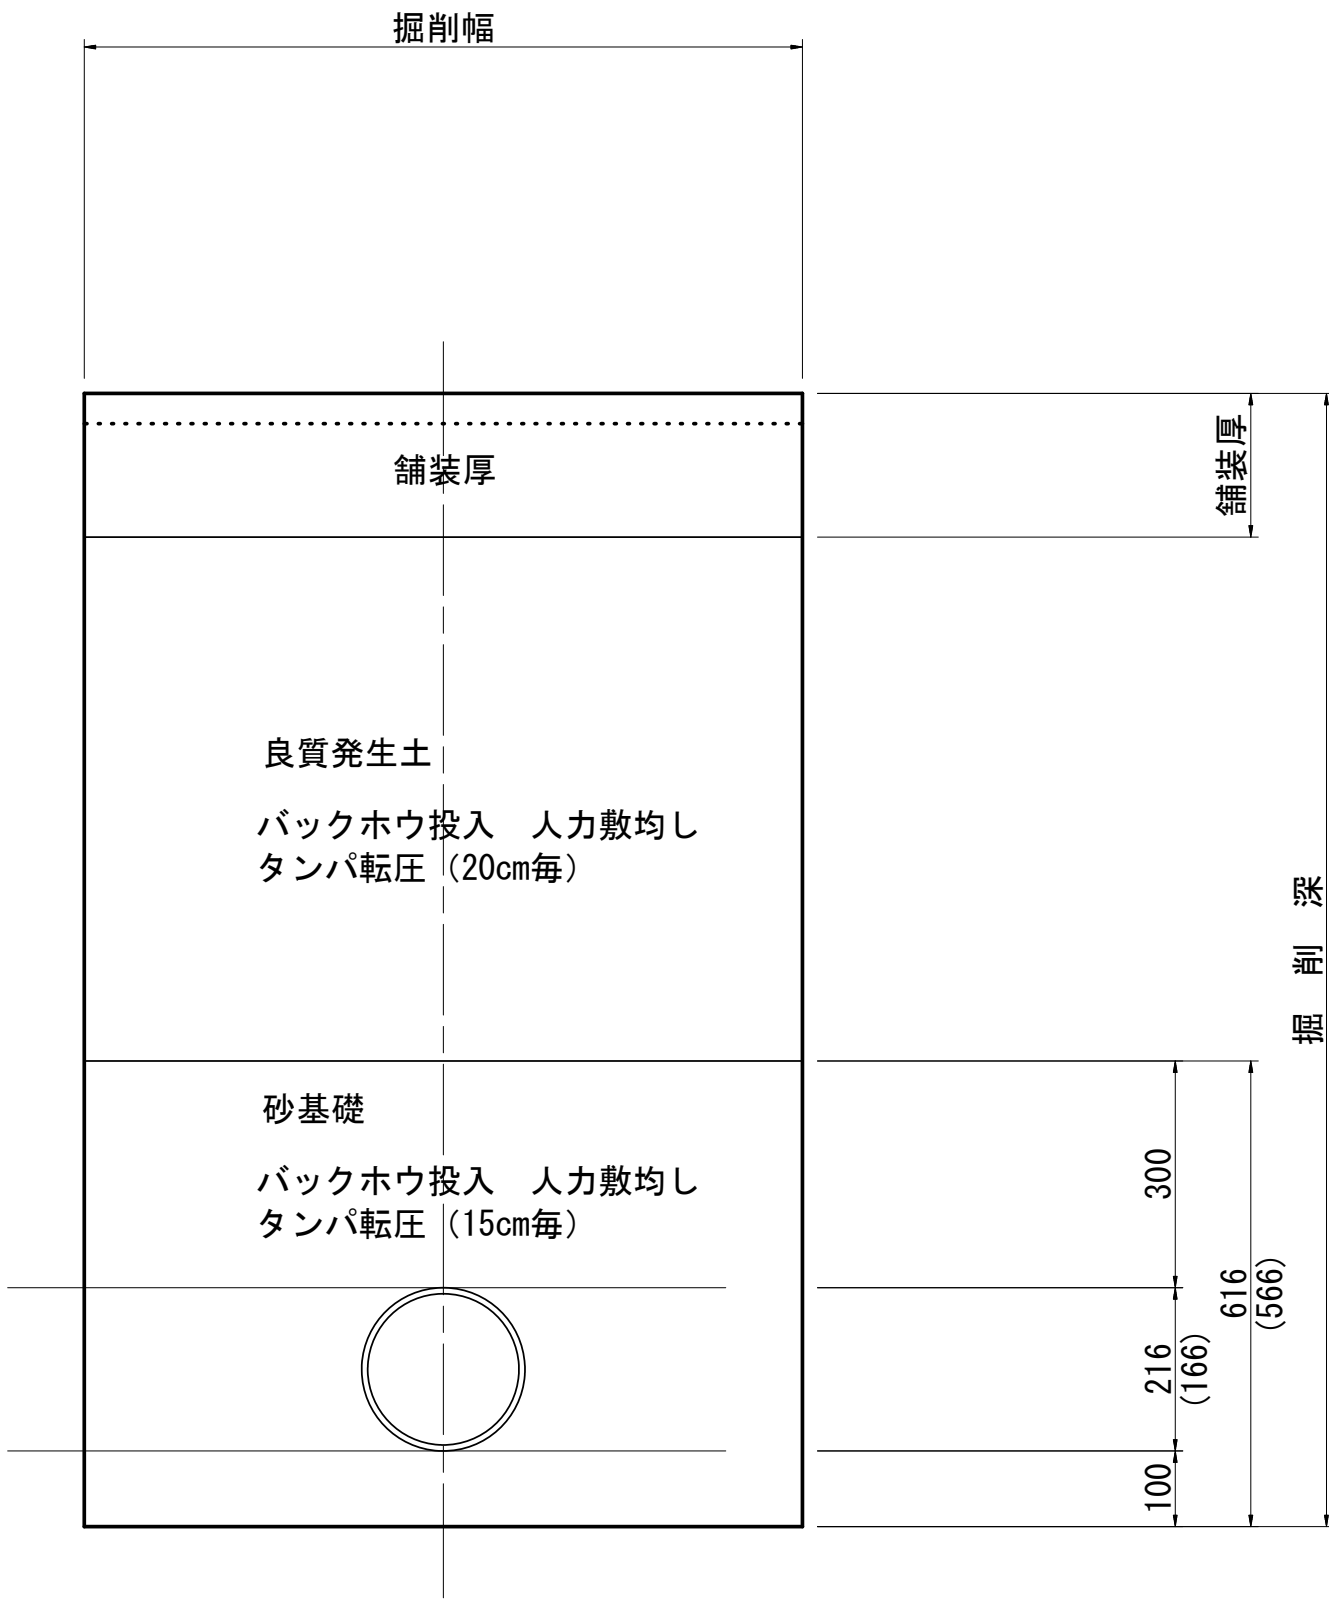 掘削幅
舗装厚
舗装厚
良質発生土
バックホウ投入　人力敷均し
タンパ転圧（20cm毎）
掘　削　深
砂基礎
バックホウ投入　人力敷均し
タンパ転圧（15cm毎）
300
616
(566)
216
(166)
100